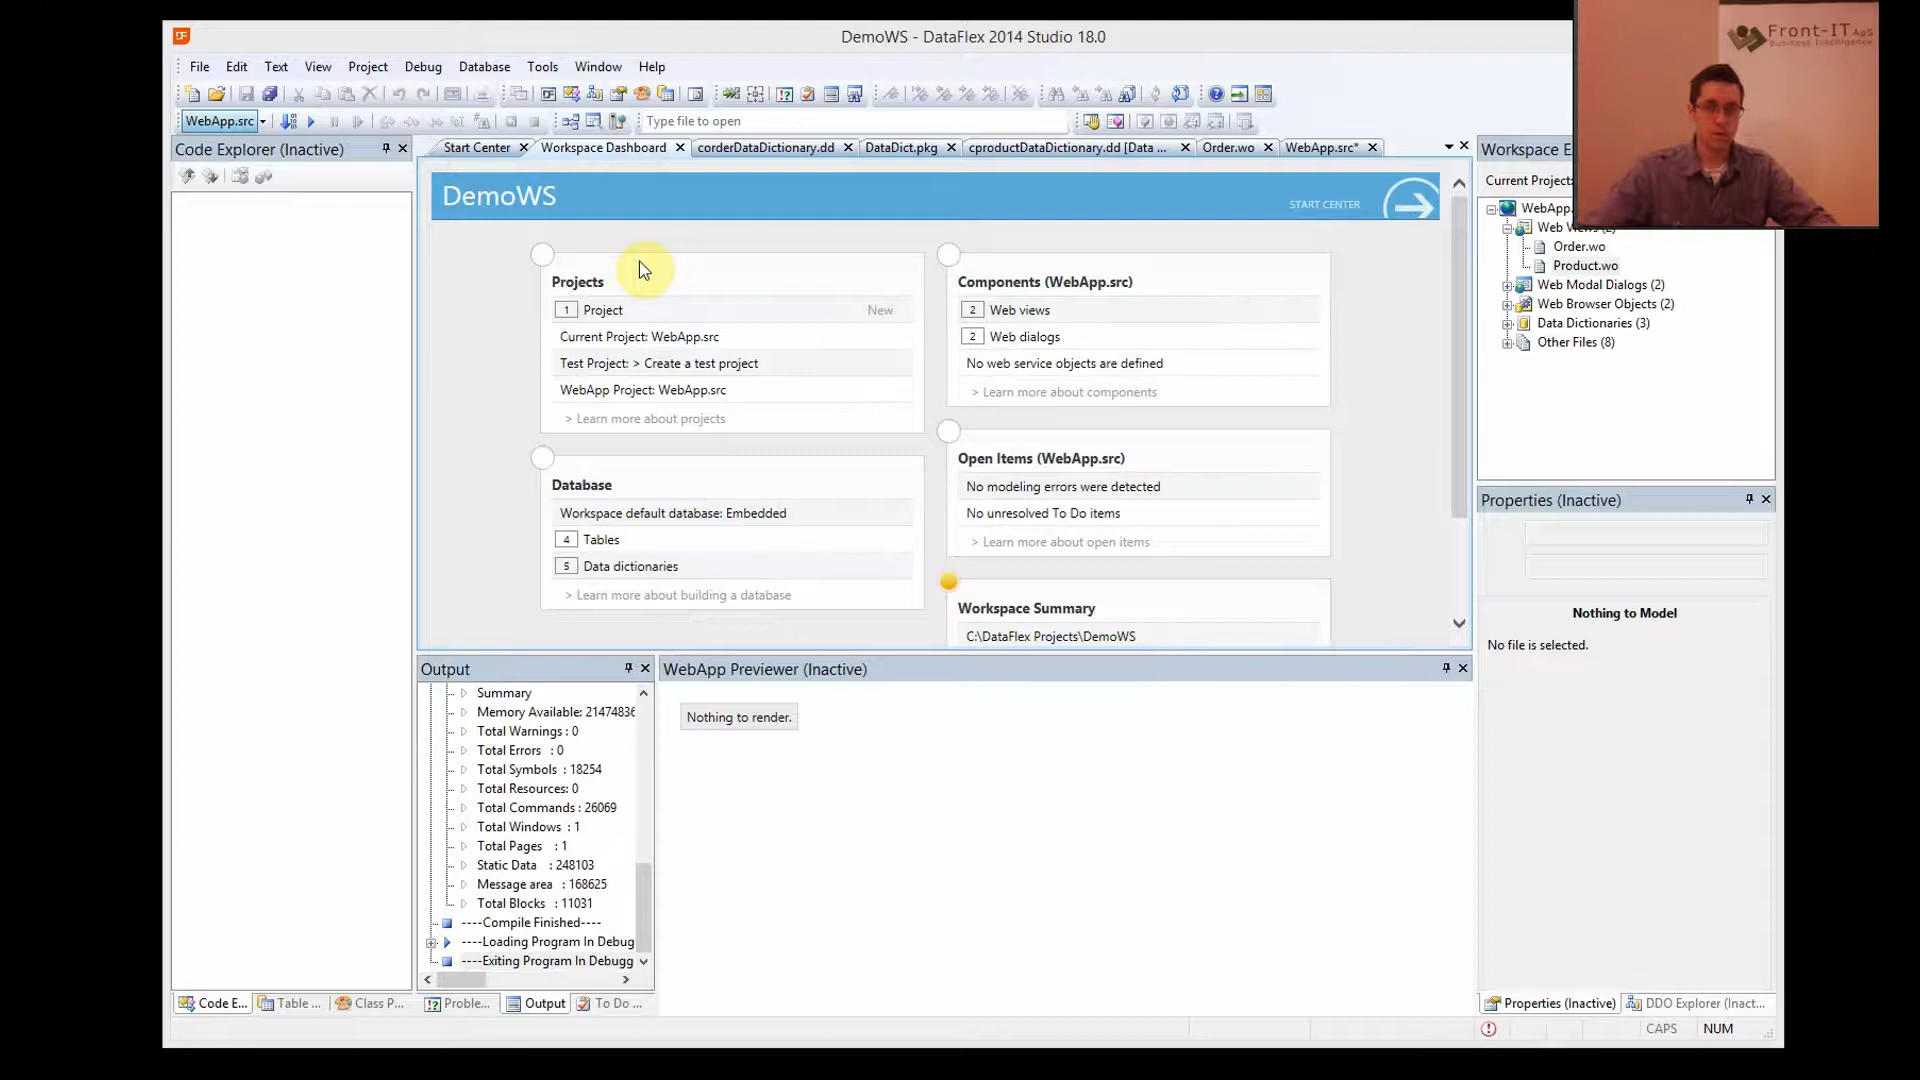 DF
DemoWS - DataFlex 2014 Studio 18.0
Front-IT ApS
Business Intelligence
File Edit Text View Project Debug Database Tools Window Help
WebApp.src Type file to open
Code Explorer (Inactive)
Start Center Workspace Dashboard corderDataDictionary.dd DataDict.pkg cproductDataDictionary.dd [Data ... Order.wo WebApp.src*
DemoWS
START CENTER
Projects
1 Project New
Current Project: WebApp.src
Test Project: > Create a test project
WebApp Project: WebApp.src
> Learn more about projects
Database
Workspace default database: Embedded
4 Tables
5 Data dictionaries
> Learn more about building a database
Components (WebApp.src)
2 Web views
2 Web dialogs
No web service objects are defined
> Learn more about components
Open Items (WebApp.src)
No modeling errors were detected
No unresolved To Do items
> Learn more about open items
Workspace Summary
C:\DataFlex Projects\DemoWS
Workspace E
Current Project:
WebApp.
Web Views (2)
Order.wo
Product.wo
Web Modal Dialogs (2)
Web Browser Objects (2)
Data Dictionaries (3)
Other Files (8)
Properties (Inactive)
Nothing to Model
No file is selected.
Output
Summary
Memory Available: 21474836
Total Warnings : 0
Total Errors : 0
Total Symbols : 18254
Total Resources: 0
Total Commands : 26069
Total Windows : 1
Total Pages : 1
Static Data : 248103
Message area : 168625
Total Blocks : 11031
----Compile Finished----
----Loading Program In Debug
----Exiting Program In Debugg
WebApp Previewer (Inactive)
Nothing to render.
Code E... Table ... Class P... Proble... Output To Do ...
Properties (Inactive) DDO Explorer (Inact...
CAPS NUM